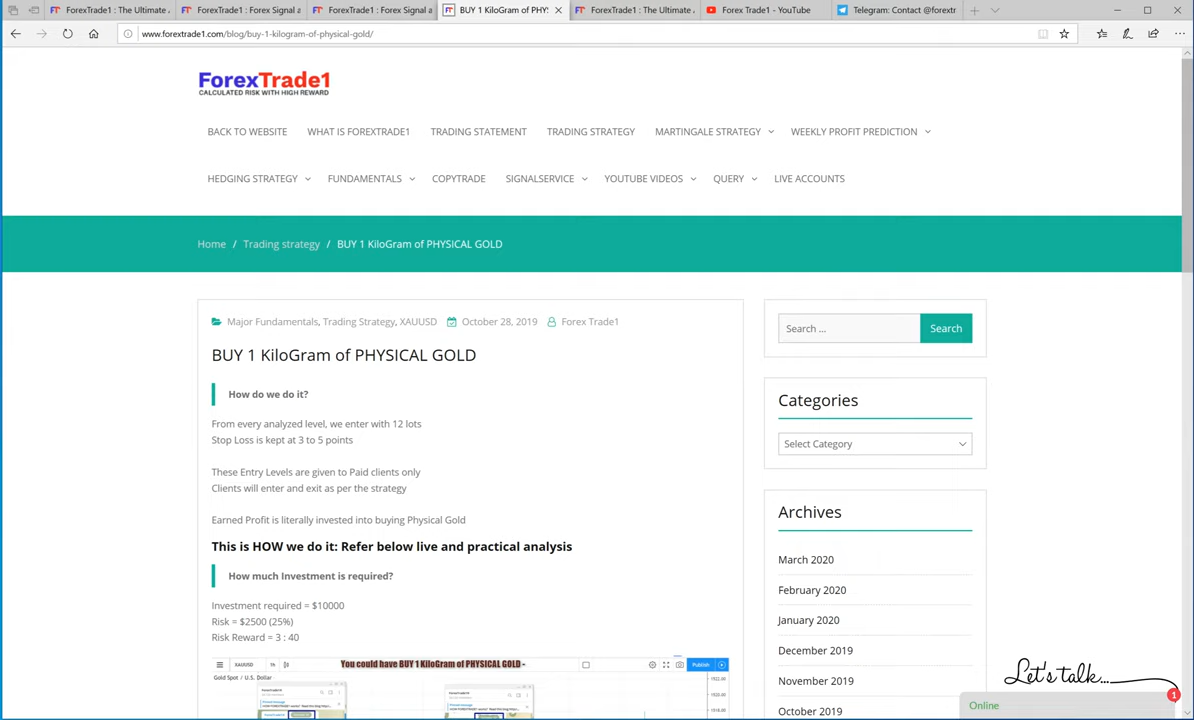 ForexTrade1 : The Ultimate
ForexTrade1 : Forex Signal a
ForexTrade1 : Forex Signal a
BUY 1 KiloGram of PHY
ForexTrade1 : The Ultimate
Forex Trade1 - YouTube
Telegram: Contact @forextr
www.forextrade1.com/blog/buy-1-kilogram-of-physical-gold/
ForexTrade1
CALCULATED RISK WITH HIGH REWARD
BACK TO WEBSITE WHAT IS FOREXTRADE1 TRADING STATEMENT TRADING STRATEGY MARTINGALE STRATEGY WEEKLY PROFIT PREDICTION
HEDGING STRATEGY FUNDAMENTALS COPYTRADE SIGNALSERVICE YOUTUBE VIDEOS QUERY LIVE ACCOUNTS
Home / Trading strategy / BUY 1 KiloGram of PHYSICAL GOLD
Major Fundamentals, Trading Strategy, XAUUSD October 28, 2019 Forex Trade1
BUY 1 KiloGram of PHYSICAL GOLD
How do we do it?
From every analyzed level, we enter with 12 lots
Stop Loss is kept at 3 to 5 points
These Entry Levels are given to Paid clients only
Clients will enter and exit as per the strategy
Earned Profit is literally invested into buying Physical Gold
This is HOW we do it: Refer below live and practical analysis
How much Investment is required?
Investment required = $10000
Risk = $2500 (25%)
Risk Reward = 3 : 40
XAUUSD 1h You could have BUY 1 KiloGram of PHYSICAL GOLD - Publish
Gold Spot / U.S. Dollar
Search ... Search
Categories
Select Category
Archives
March 2020
February 2020
January 2020
December 2019
November 2019
October 2019
Let's talk...
1
Online